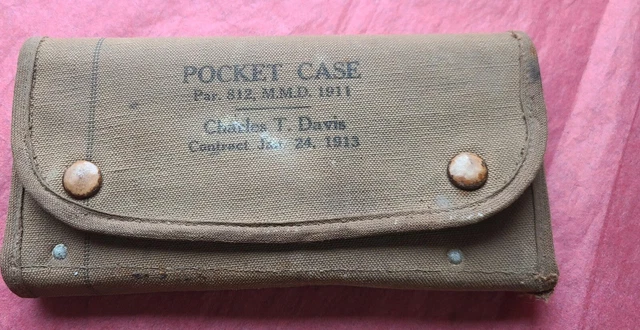 POCKET CASE
Par. 812, M.M.D. 1911
Charles T. Davis
Contract Jan. 24, 1913